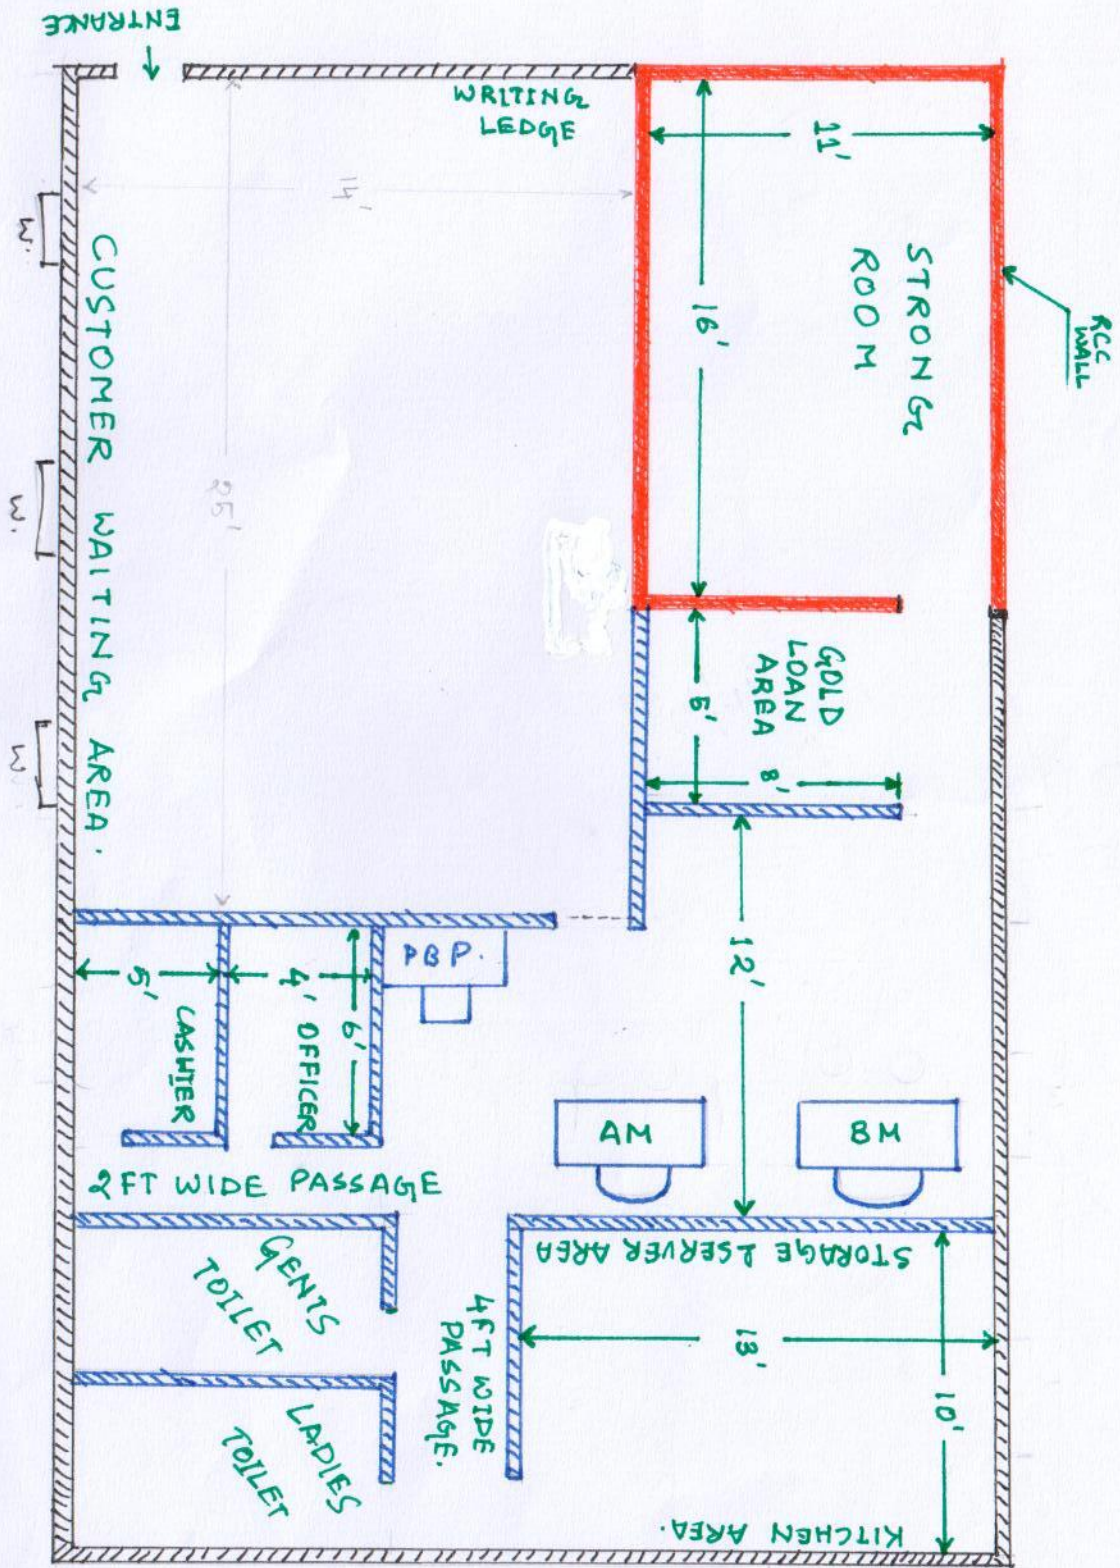 ENTRANCE
WRITING
LEDGE
11'
14'
STRONG
ROOM
RCC
WALL
16'
W.
CUSTOMER WAITING AREA.
25'
W.
W.
GOLD
LOAN
AREA
8'
12'
PBP.
5'
4'
6'
CASHIER
OFFICER
AM
BM
2FT WIDE PASSAGE
STORAGE & SERVER AREA
GENTS
TOILET
4FT WIDE
PASSAGE.
10'
LADIES
TOILET
KITCHEN AREA.